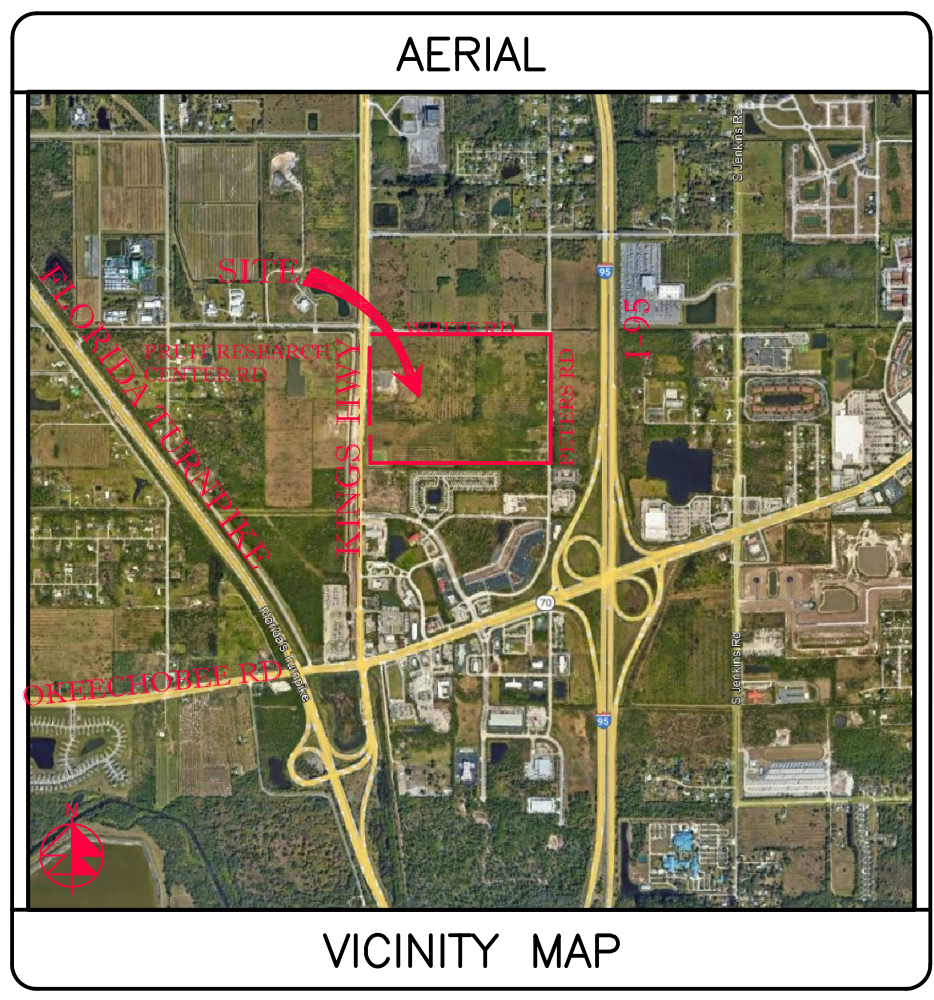 AERIAL
S Jenkins Rd
SITE
95
FLORIDA TURNPIKE
I-95
WHITE RD
FRUIT RESEARCH
CENTER RD
KINGS HWY
PETERS RD
70
Florida's Turnpike
S Jenkins Rd
OKEECHOBEE RD
95
N
VICINITY MAP